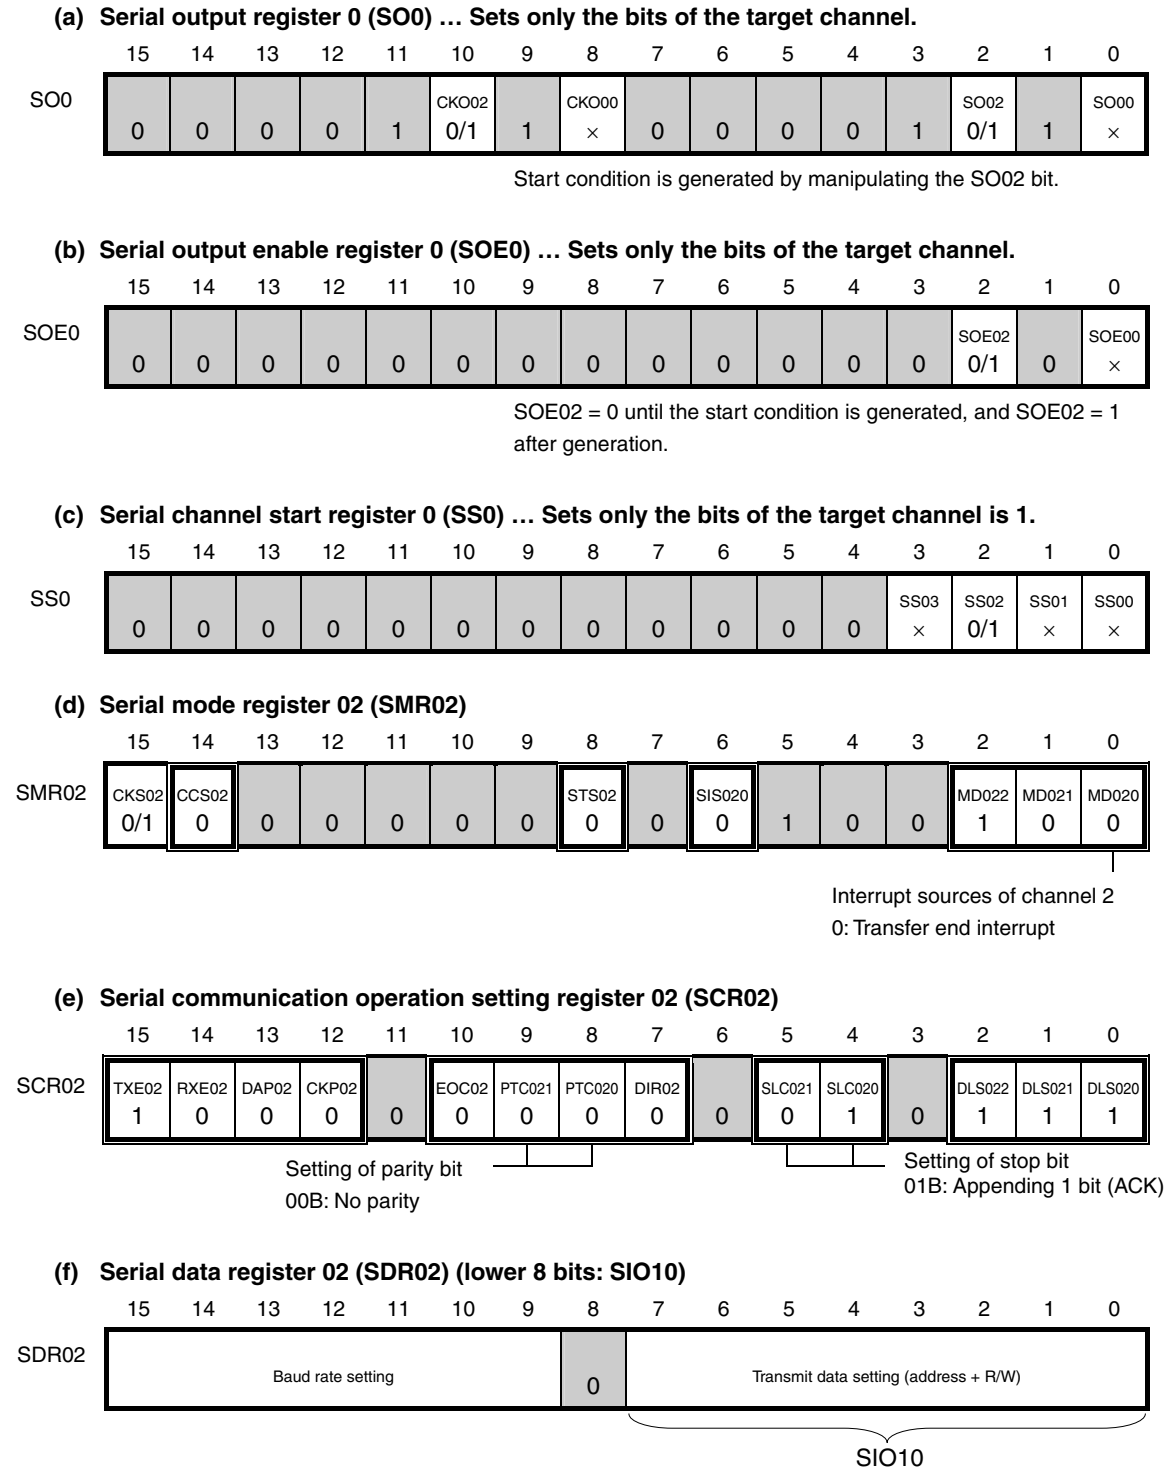 (a) Serial output register 0 (SO0) … Sets only the bits of the target channel.
15 14 13 12 11 10 9 8 7 6 5 4 3 2 1 0
SO0
CKO02 CKO00 SO02 SO00
0 0 0 0 1 0/1 1 × 0 0 0 0 1 0/1 1 ×
Start condition is generated by manipulating the SO02 bit.
(b) Serial output enable register 0 (SOE0) … Sets only the bits of the target channel.
15 14 13 12 11 10 9 8 7 6 5 4 3 2 1 0
SOE0
SOE02 SOE00
0 0 0 0 0 0 0 0 0 0 0 0 0 0/1 0 ×
SOE02 = 0 until the start condition is generated, and SOE02 = 1
after generation.
(c) Serial channel start register 0 (SS0) … Sets only the bits of the target channel is 1.
15 14 13 12 11 10 9 8 7 6 5 4 3 2 1 0
SS0
SS03 SS02 SS01 SS00
0 0 0 0 0 0 0 0 0 0 0 0 × 0/1 × ×
(d) Serial mode register 02 (SMR02)
15 14 13 12 11 10 9 8 7 6 5 4 3 2 1 0
SMR02
CKS02 CCS02 STS02 SIS020 MD022 MD021 MD020
0/1 0 0 0 0 0 0 0 0 0 1 0 0 1 0 0
Interrupt sources of channel 2
0: Transfer end interrupt
(e) Serial communication operation setting register 02 (SCR02)
15 14 13 12 11 10 9 8 7 6 5 4 3 2 1 0
SCR02
TXE02 RXE02 DAP02 CKP02 EOC02 PTC021 PTC020 DIR02 SLC021 SLC020 DLS022 DLS021 DLS020
1 0 0 0 0 0 0 0 0 0 0 1 0 1 1 1
Setting of parity bit
00B: No parity
Setting of stop bit
01B: Appending 1 bit (ACK)
(f) Serial data register 02 (SDR02) (lower 8 bits: SIO10)
15 14 13 12 11 10 9 8 7 6 5 4 3 2 1 0
SDR02
Baud rate setting 0 Transmit data setting (address + R/W)
SIO10